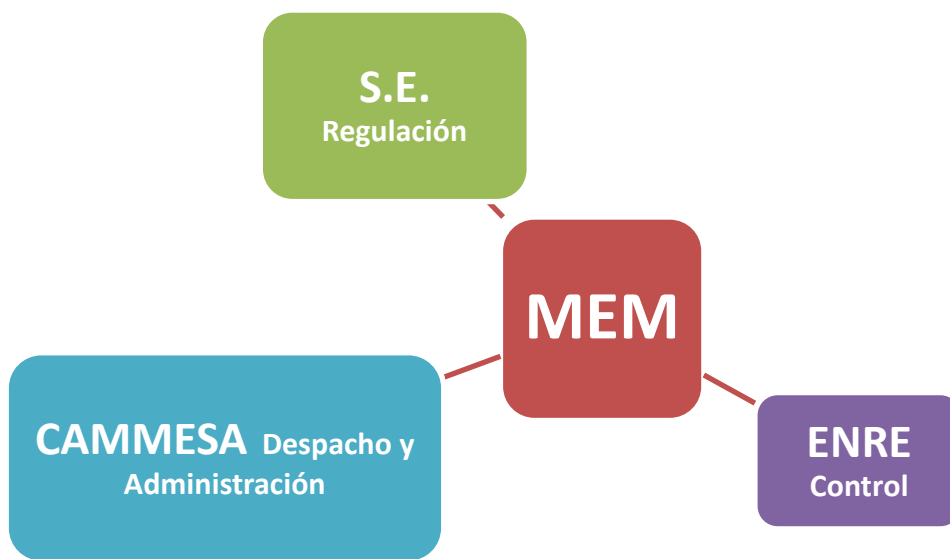 S.E.
Regulación
MEM
CAMMESA Despacho y
Administración
ENRE
Control